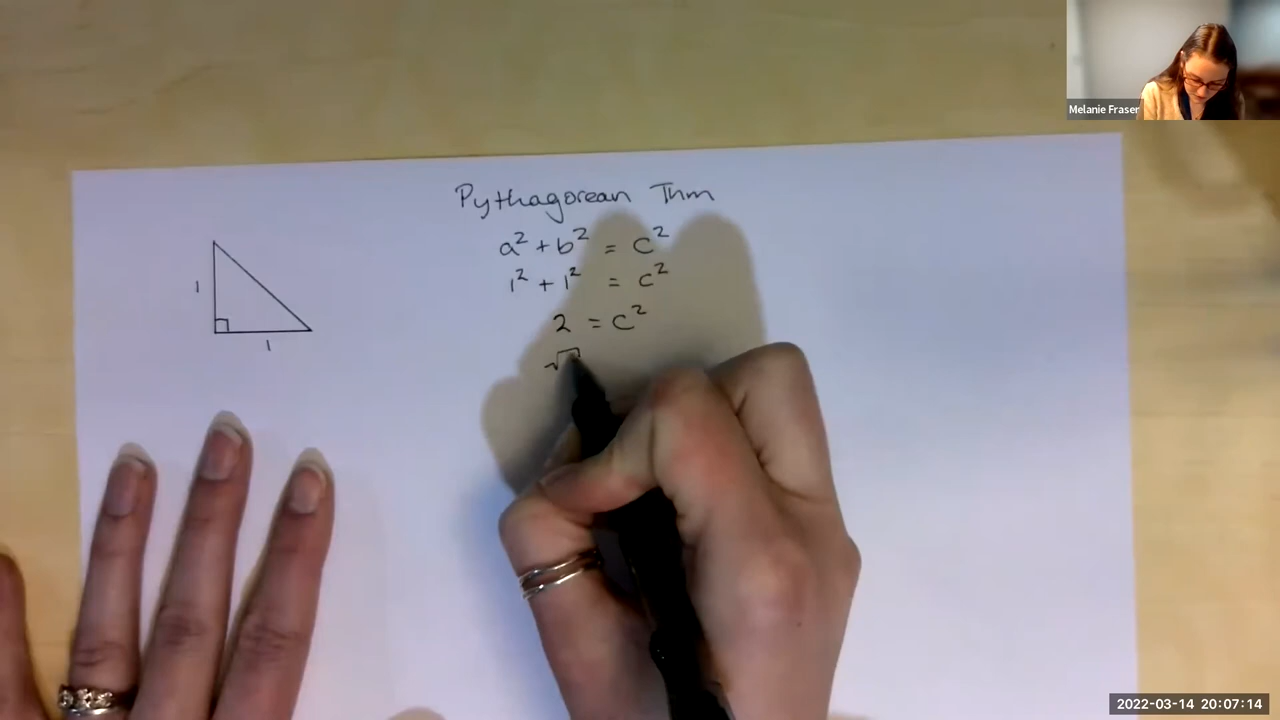 Melanie Fraser
Pythagorean Thm
a² + b² = c²
1² + 1² = c²
2 = c²
√
1
1
2022-03-14 20:07:14